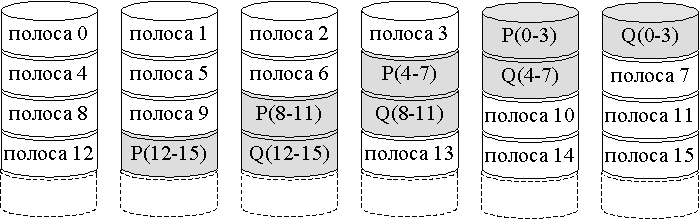 полоса 0 полоса 1 полоса 2 полоса 3 P(0-3) Q(0-3)
полоса 4 полоса 5 полоса 6 P(4-7) Q(4-7) полоса 7
полоса 8 полоса 9 P(8-11) Q(8-11) полоса 10 полоса 11
полоса 12 P(12-15) Q(12-15) полоса 13 полоса 14 полоса 15